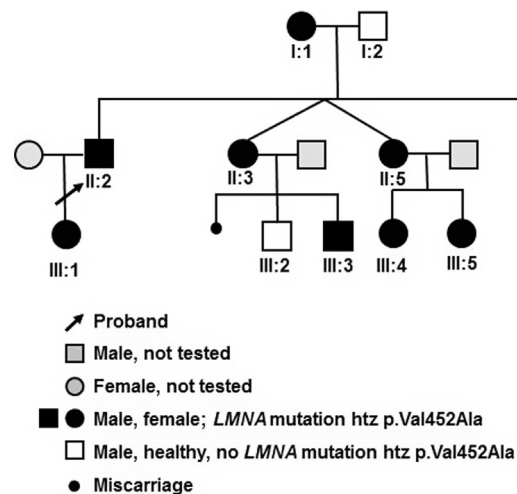 I:1 I:2
II:2 II:3 II:5
III:1 III:2 III:3 III:4 III:5
Proband
Male, not tested
Female, not tested
Male, female; LMNA mutation htz p.Val452Ala
Male, healthy, no LMNA mutation htz p.Val452Ala
Miscarriage